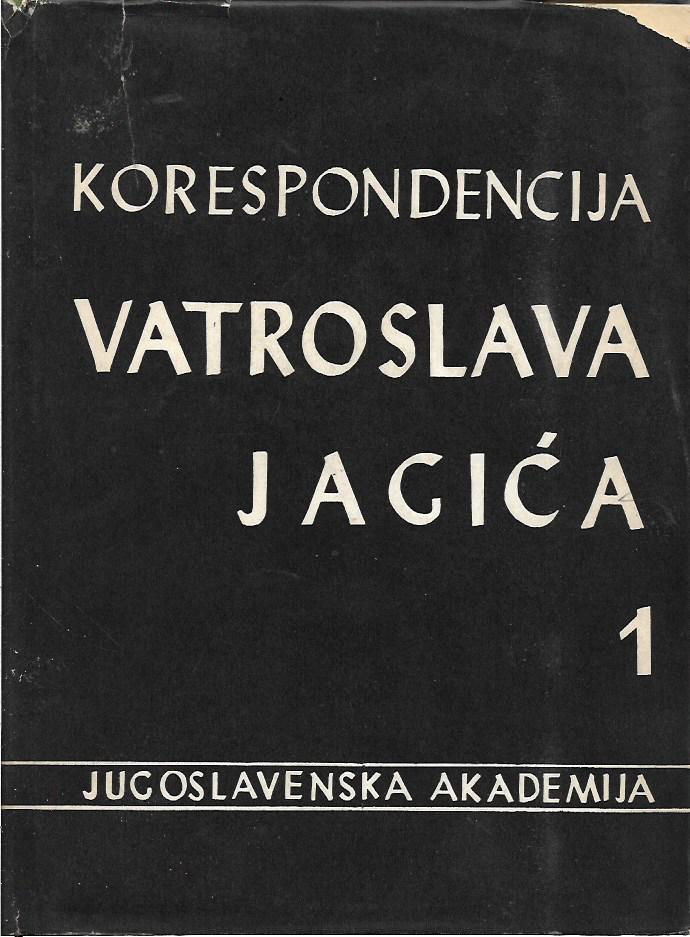 KORESPONDENCIJA
VATROSLAVA
JAGIĆA
1
JUGOSLAVENSKA AKADEMIJA